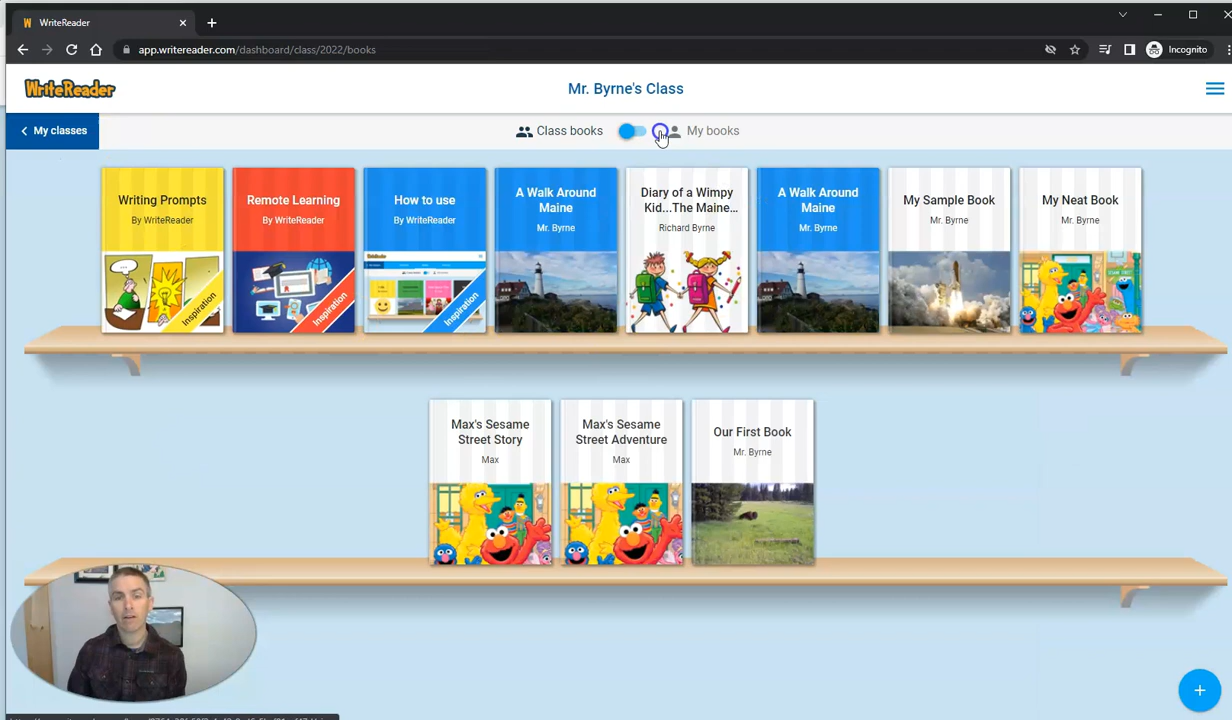 WriteReader
app.writereader.com/dashboard/class/2022/books
Incognito
WriteReader
Mr. Byrne's Class
My classes
Class books
My books
Writing Prompts
By WriteReader
Inspiration
Remote Learning
By WriteReader
Inspiration
How to use
By WriteReader
Inspiration
A Walk Around
Maine
Mr. Byrne
Diary of a Wimpy
Kid...The Maine...
Richard Byrne
A Walk Around
Maine
Mr. Byrne
My Sample Book
Mr. Byrne
My Neat Book
Mr. Byrne
Max's Sesame
Street Story
Max
Max's Sesame
Street Adventure
Max
Our First Book
Mr. Byrne